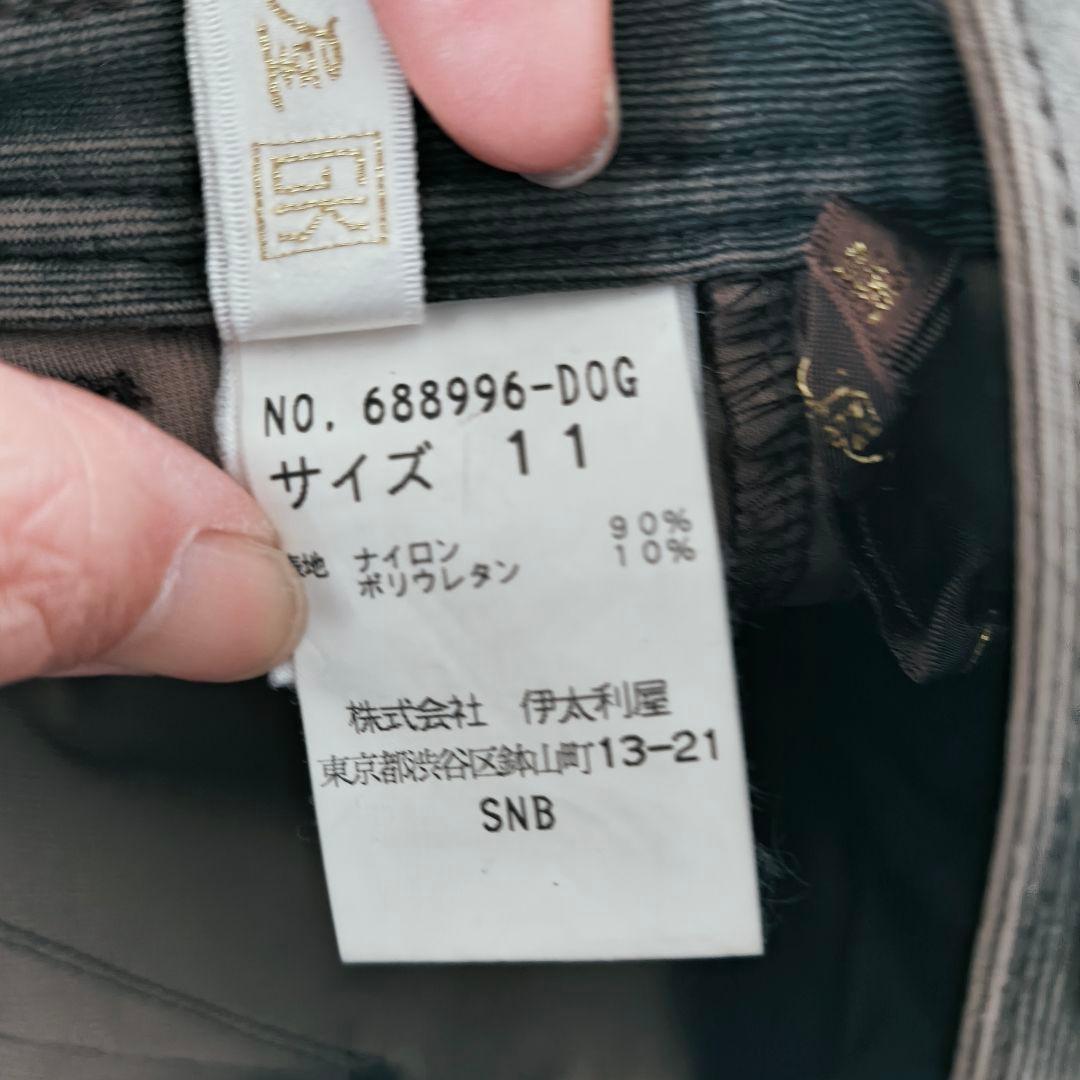 NO. 688996-DOG
サイズ 11
表地 ナイロン 90%
ポリウレタン 10%
株式会社 伊太利屋
東京都渋谷区鉢山町13-21
SNB